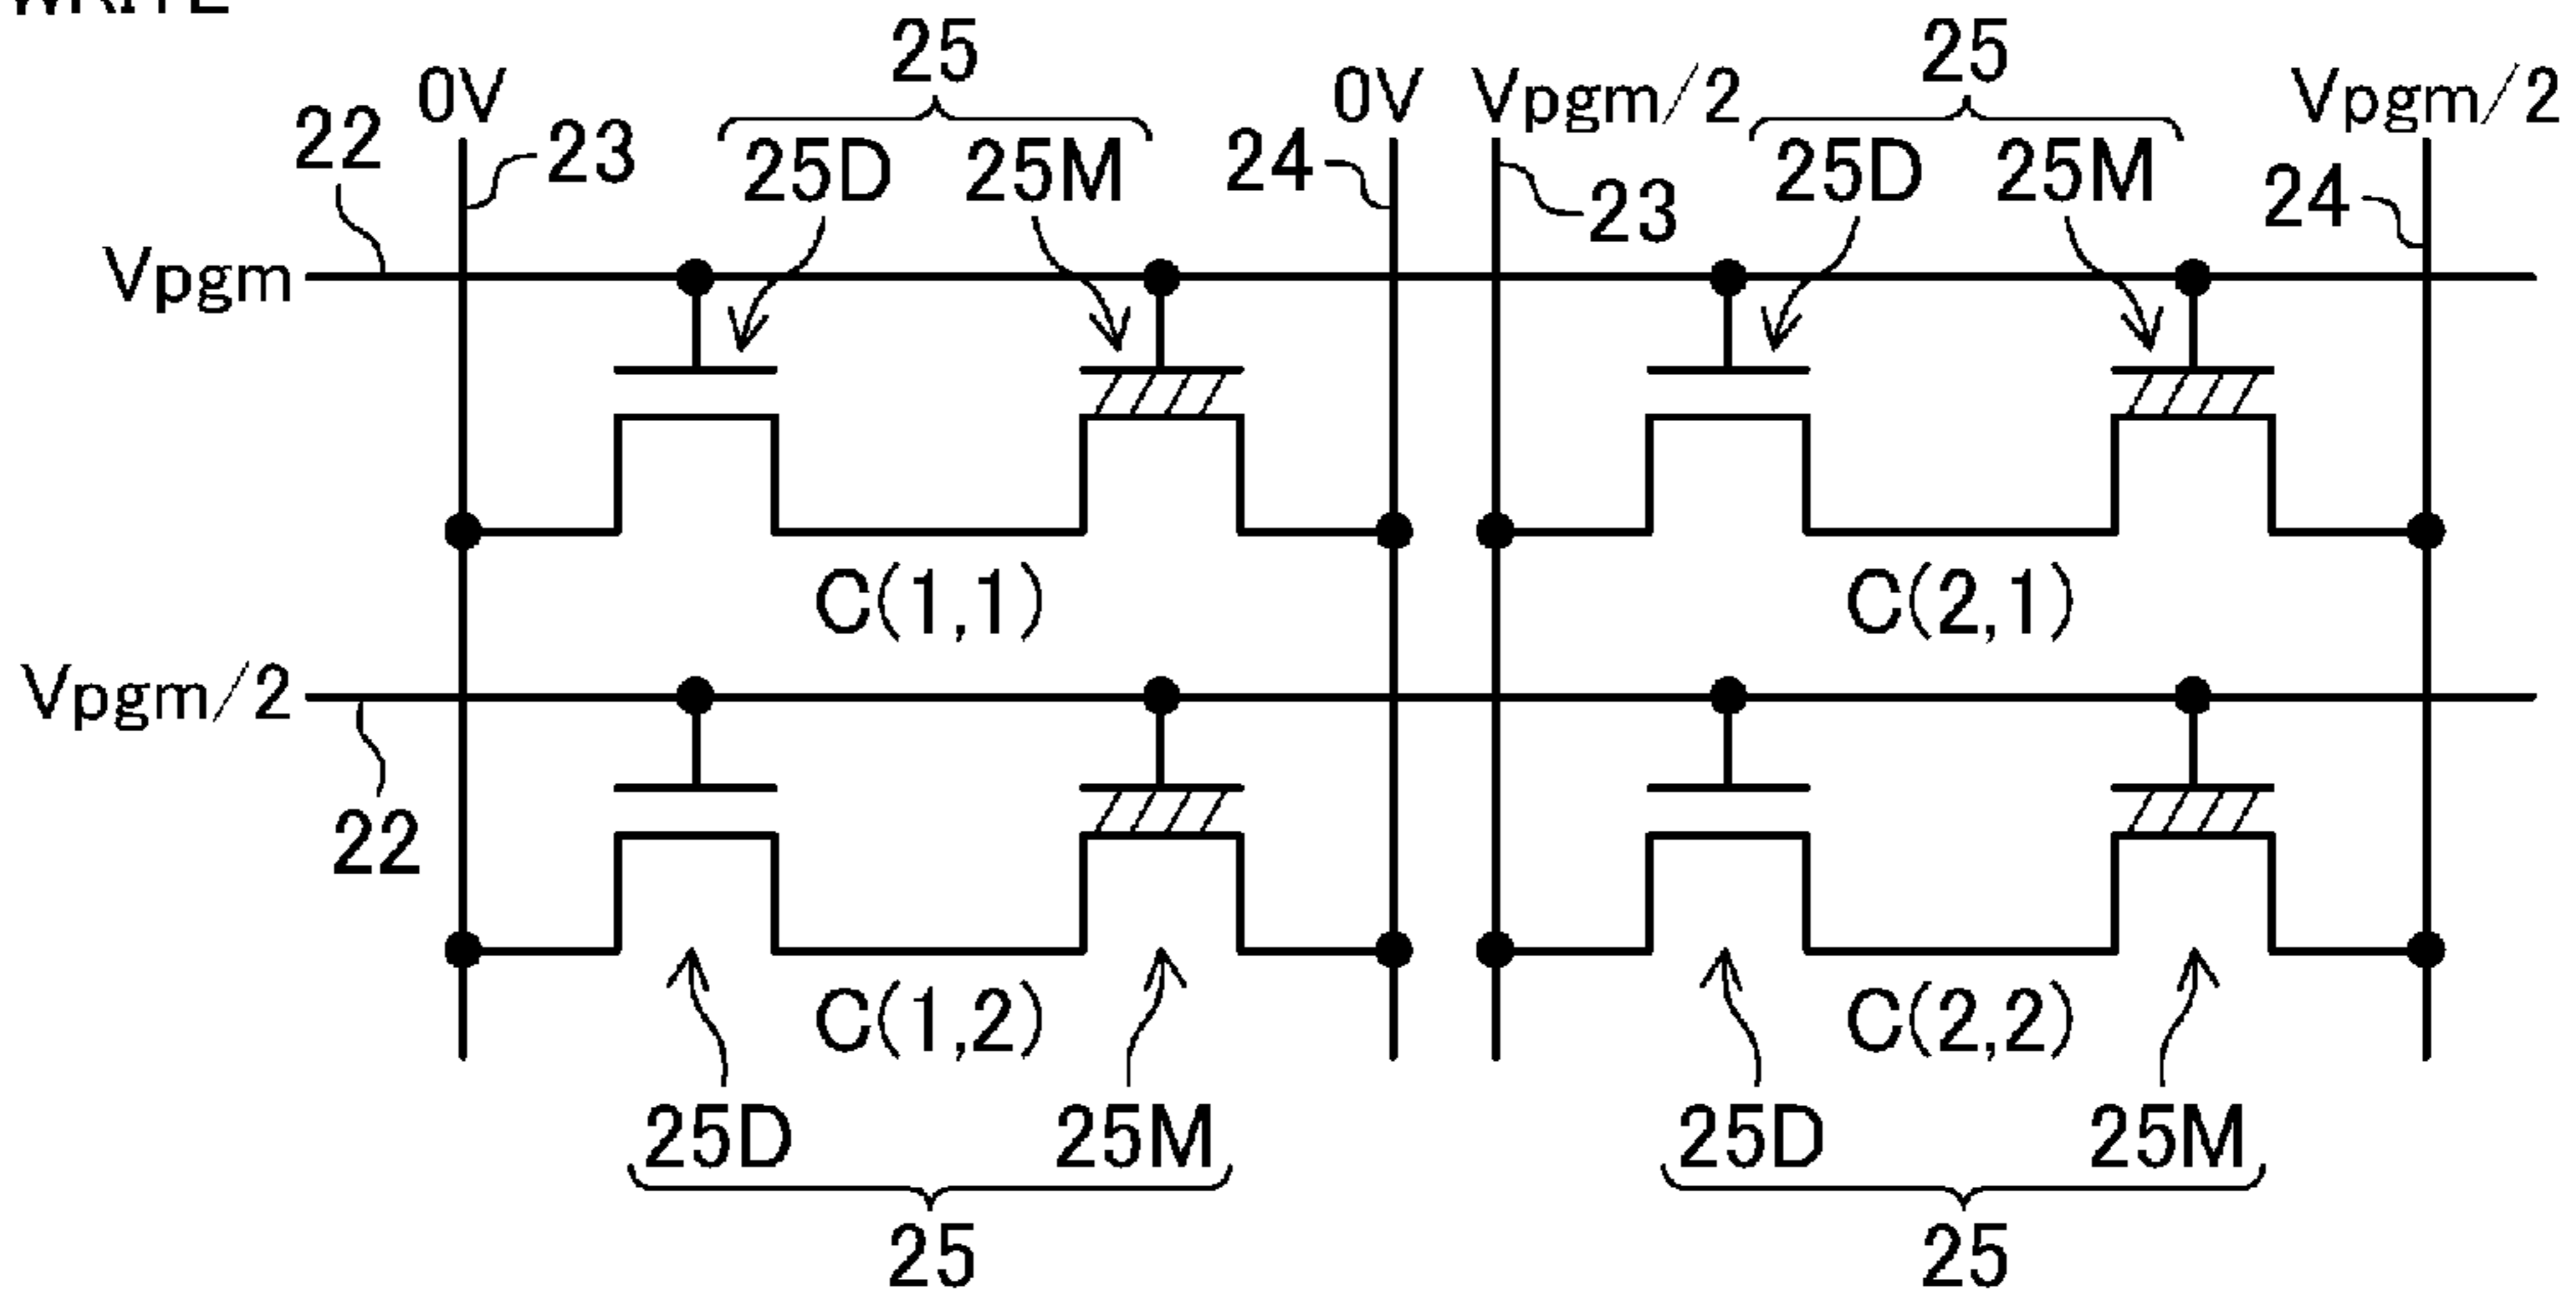 WRITE
25 25
0V 0V Vpgm/2 Vpgm/2
22 23 25D 25M 24 23 25D 25M 24
Vpgm
C(1,1) C(2,1)
Vpgm/2
22
C(1,2) C(2,2)
25D 25M 25D 25M
25 25